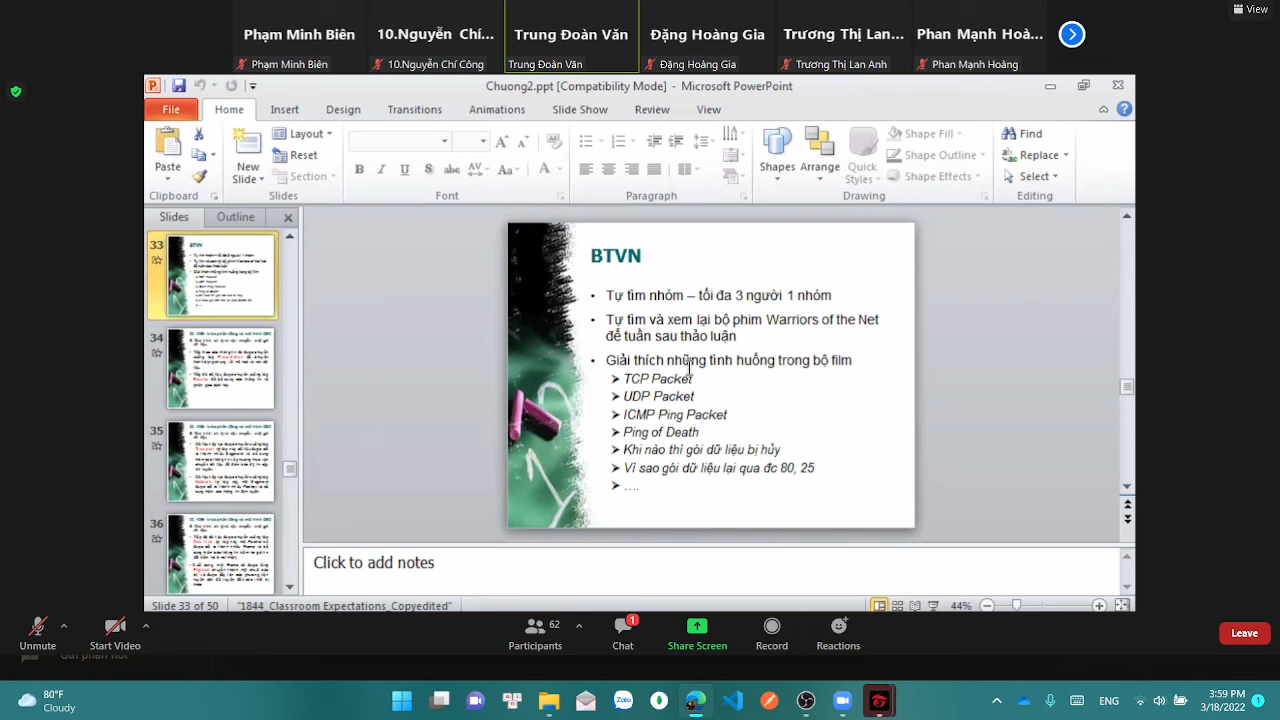 View
Phạm Minh Biên
10.Nguyễn Chí...
Trung Đoàn Văn
Đặng Hoàng Gia
Trương Thị Lan...
Phan Mạnh Hoà...
Phạm Minh Biên
10.Nguyễn Chí Công
Trung Đoàn Văn
Đặng Hoàng Gia
Trương Thị Lan Anh
Phan Mạnh Hoàng
Chuong2.ppt [Compatibility Mode] - Microsoft PowerPoint
File
Home
Insert
Design
Transitions
Animations
Slide Show
Review
View
Paste
Clipboard
New
Slide
Layout
Reset
Section
Slides
Font
Paragraph
Shapes
Arrange
Quick
Styles
Shape Fill
Shape Outline
Shape Effects
Drawing
Find
Replace
Select
Editing
Slides
Outline
33
34
35
36
BTVN
• Tự tìm nhóm – tối đa 3 người 1 nhóm
• Tự tìm và xem lại bộ phim Warriors of the Net
để buổi sau thảo luận
• Giải thích những tình huống trong bộ film
➢ TCP Packet
➢ UDP Packet
➢ ICMP Ping Packet
➢ Ping of Death
➢ Khi nào thì gói dữ liệu bị hủy
➢ Vì sao gói dữ liệu lại qua đc 80, 25
➢ ….
Click to add notes
Slide 33 of 50
"1844_Classroom Expectations_Copyedited"
44%
Unmute
Start Video
Participants
62
Chat
1
Share Screen
Record
Reactions
Leave
80°F
Cloudy
Zalo
ENG
3:59 PM
3/18/2022
1